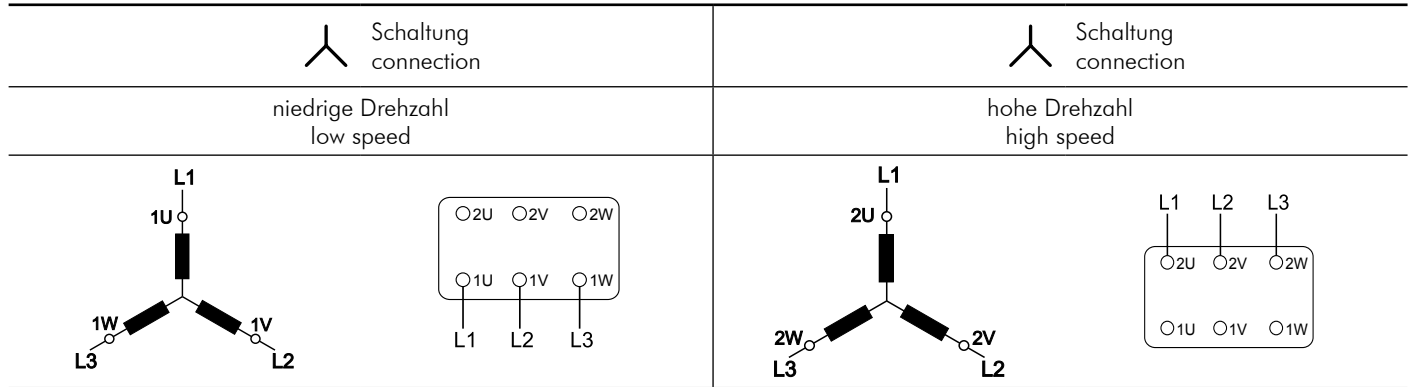 Schaltung
connection
Schaltung
connection
niedrige Drehzahl
low speed
hohe Drehzahl
high speed
L1
1U
1W
1V
L3
L2
2U 2V 2W
1U 1V 1W
L1 L2 L3
L1
2U
2W
2V
L3
L2
L1 L2 L3
2U 2V 2W
1U 1V 1W